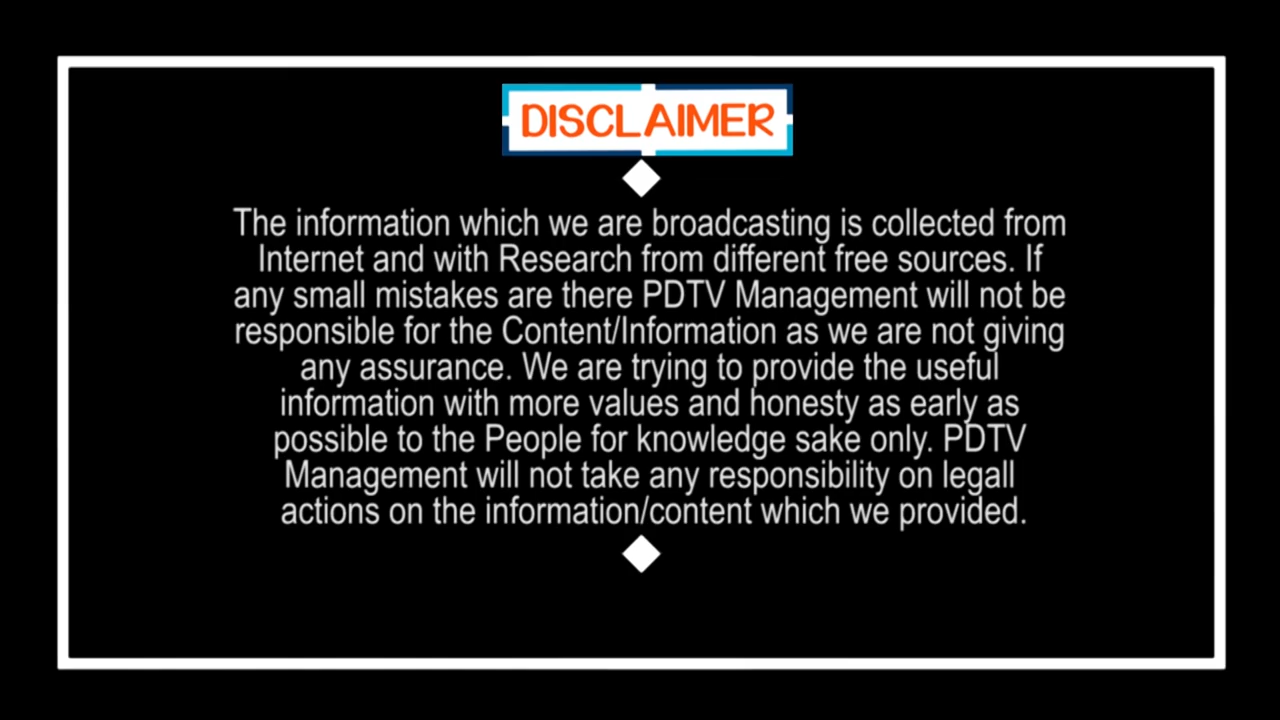 DISCLAIMER
The information which we are broadcasting is collected from
Internet and with Research from different free sources. If
any small mistakes are there PDTV Management will not be
responsible for the Content/Information as we are not giving
any assurance. We are trying to provide the useful
information with more values and honesty as early as
possible to the People for knowledge sake only. PDTV
Management will not take any responsibility on legall
actions on the information/content which we provided.